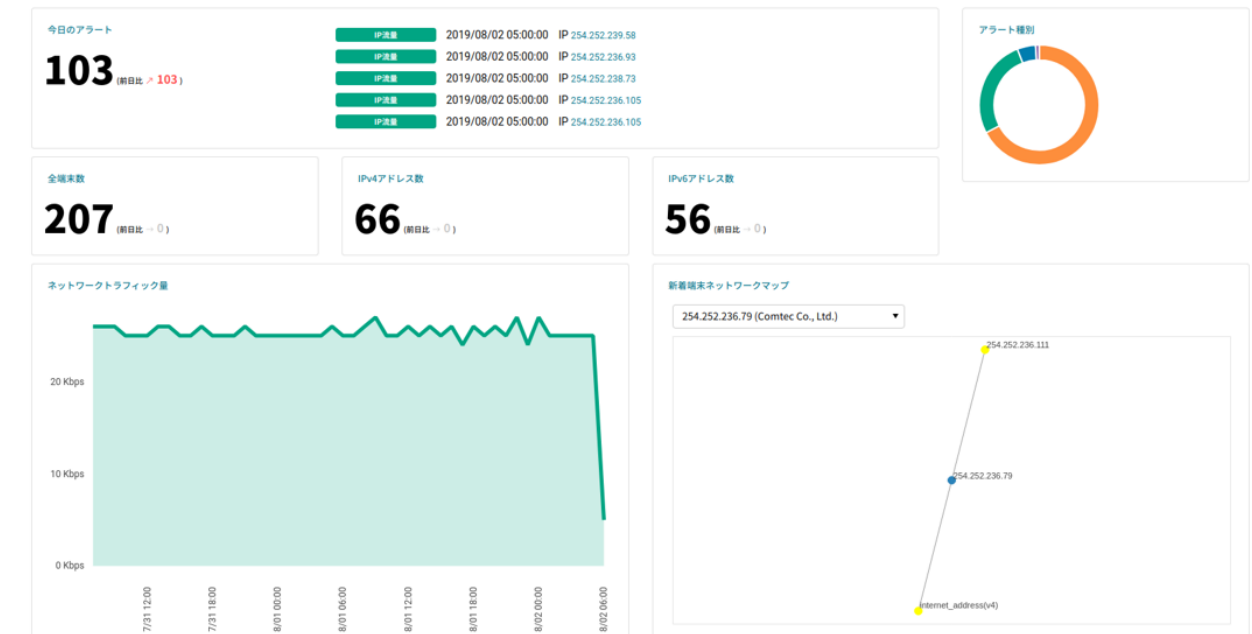 今日のアラート
103 (前日比 ↗ 103 )
IP流量 2019/08/02 05:00:00 IP 254.252.239.58
IP流量 2019/08/02 05:00:00 IP 254.252.236.93
IP流量 2019/08/02 05:00:00 IP 254.252.238.73
IP流量 2019/08/02 05:00:00 IP 254.252.236.105
IP流量 2019/08/02 05:00:00 IP 254.252.236.105
アラート種別
全端末数
207 (前日比 → 0 )
IPv4アドレス数
66 (前日比 → 0 )
IPv6アドレス数
56 (前日比 → 0 )
ネットワークトラフィック量
20 Kbps
10 Kbps
0 Kbps
7/31 12:00
7/31 18:00
8/01 00:00
8/01 06:00
8/01 12:00
8/01 18:00
8/02 00:00
8/02 06:00
新着端末ネットワークマップ
254.252.236.79 (Comtec Co., Ltd.) ▼
254.252.236.111
254.252.236.79
internet_address(v4)